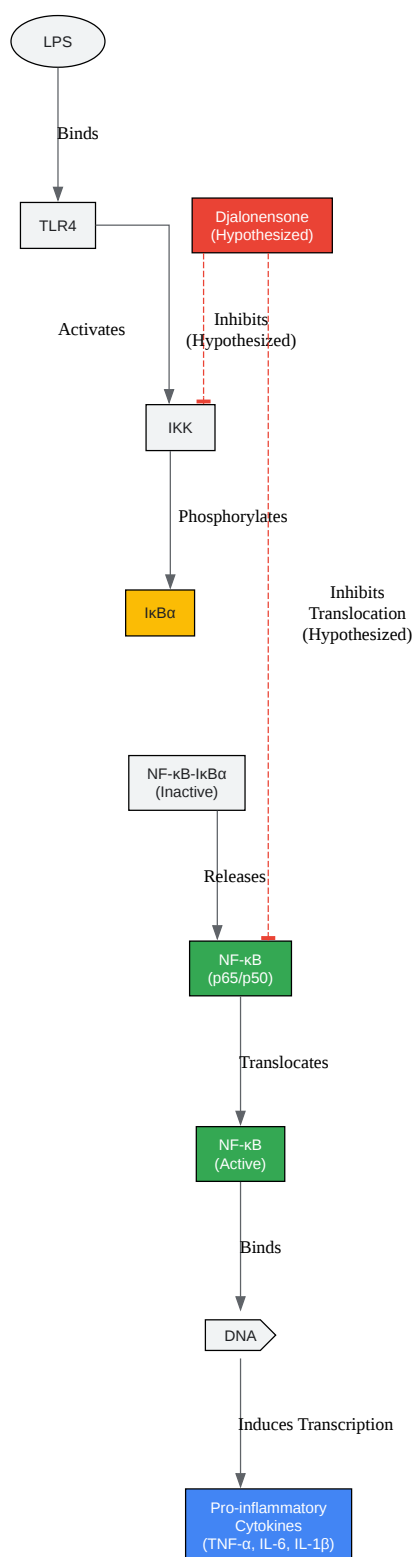 LPS
Binds
TLR4
Djalonensone
(Hypothesized)
Activates
Inhibits
(Hypothesized)
IKK
Phosphorylates
IκBα
Inhibits
Translocation
(Hypothesized)
NF-κB-IκBα
(Inactive)
Releases
NF-κB
(p65/p50)
Translocates
NF-κB
(Active)
Binds
DNA
Induces Transcription
Pro-inflammatory
Cytokines
(TNF-α, IL-6, IL-1β)